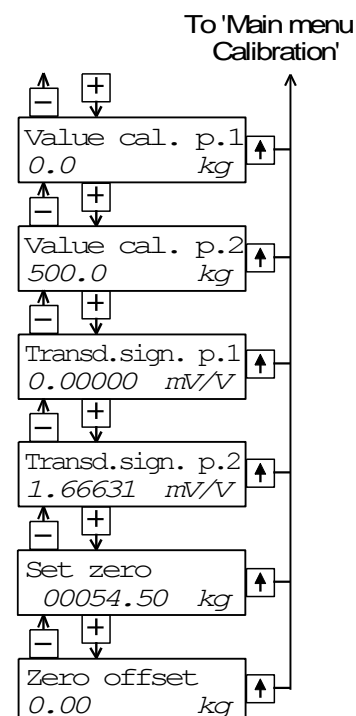 To 'Main menu
Calibration'
− +
Value cal. p.1
0.0 kg
− +
Value cal. p.2
500.0 kg
− +
Transd.sign. p.1
0.00000 mV/V
− +
Transd.sign. p.2
1.66631 mV/V
− +
Set zero
00054.50 kg
− +
Zero offset
0.00 kg